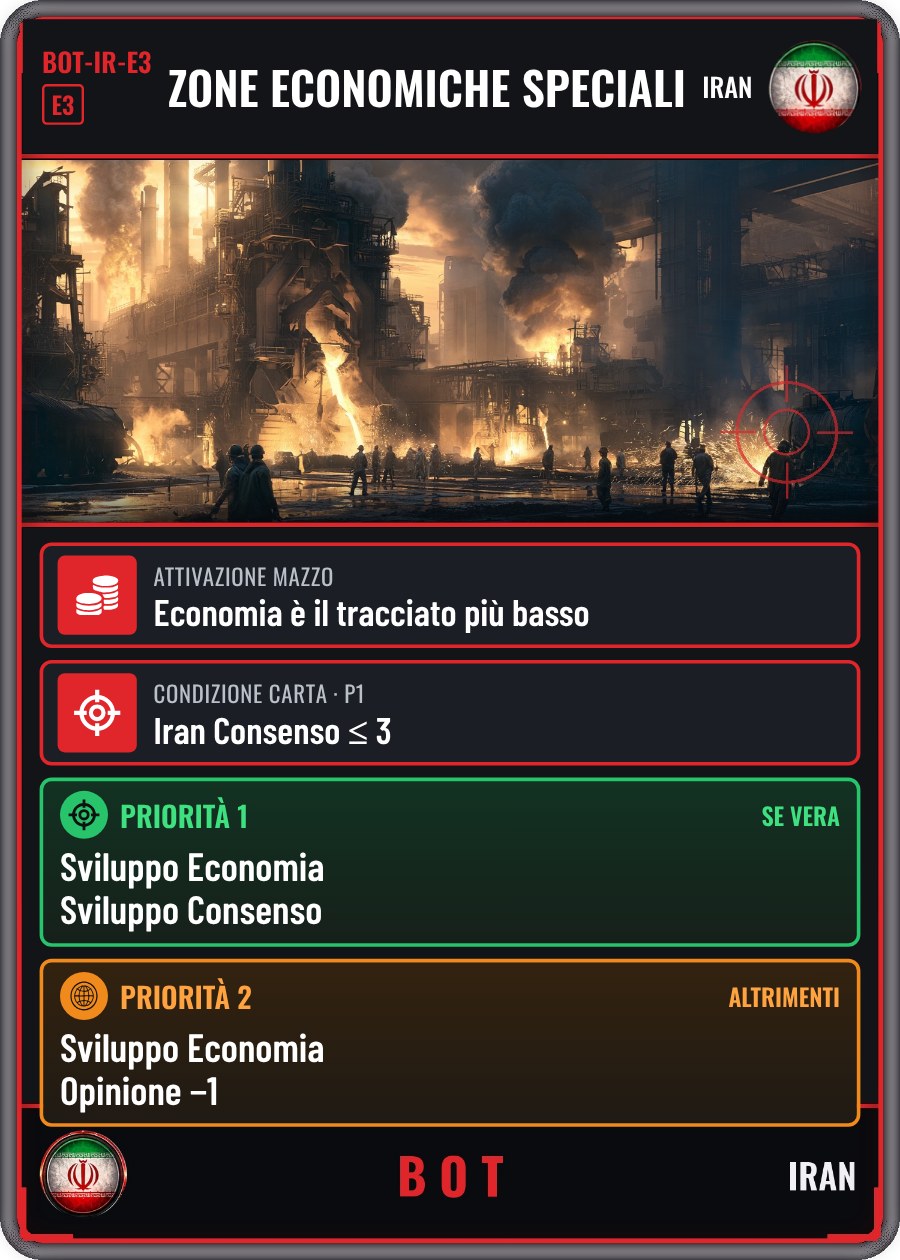 BOT-IR-E3
E3
ZONE ECONOMICHE SPECIALI
IRAN
ATTIVAZIONE MAZZO
Economia è il tracciato più basso
CONDIZIONE CARTA · P1
Iran Consenso ≤ 3
PRIORITÀ 1
SE VERA
Sviluppo Economia
Sviluppo Consenso
PRIORITÀ 2
ALTRIMENTI
Sviluppo Economia
Opinione −1
BOT
IRAN